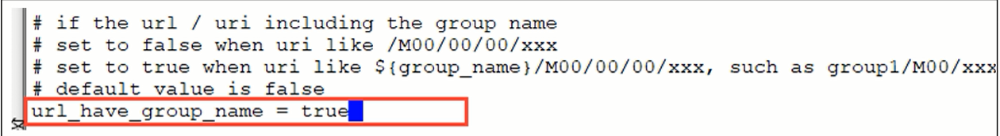 # if the url / uri including the group name
# set to false when uri like /M00/00/00/xxx
# set to true when uri like ${group_name}/M00/00/00/xxx, such as group1/M00/xxx
# default value is false
url_have_group_name = true